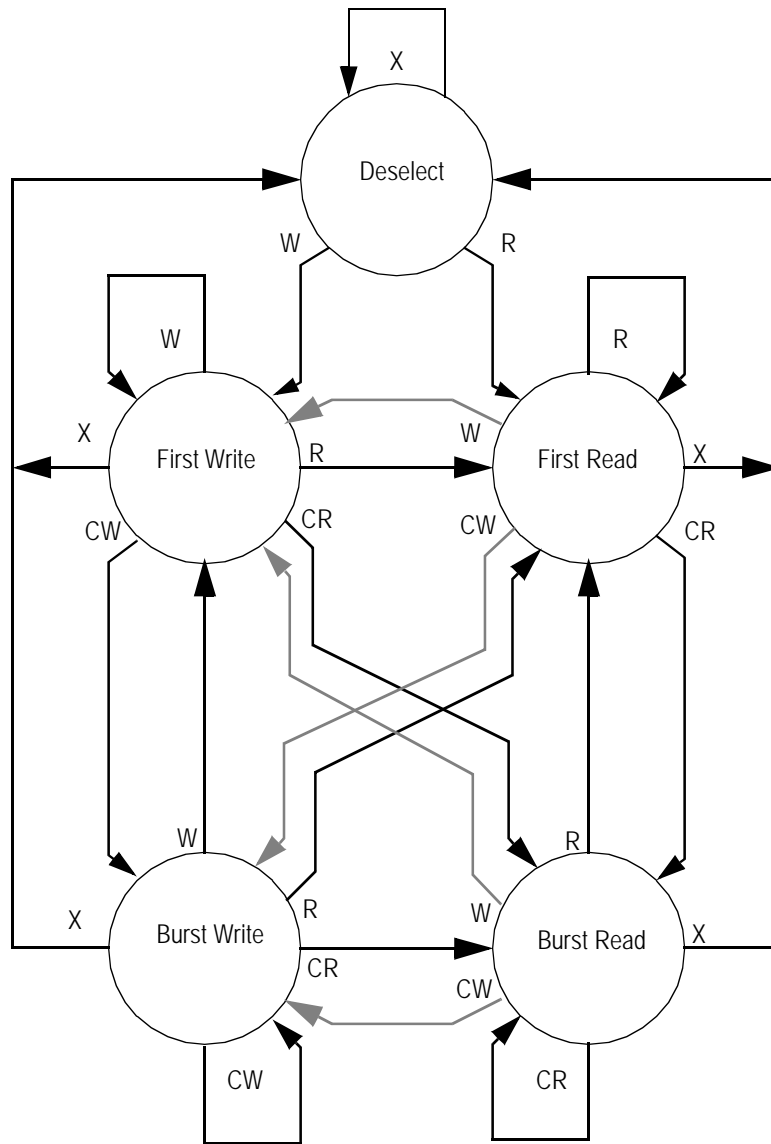 X
Deselect
W
R
W
R
X
W
First Write
R
First Read
X
CW
CR
CW
CR
W
R
X
R
W
Burst Write
Burst Read
X
CR
CW
CW
CR